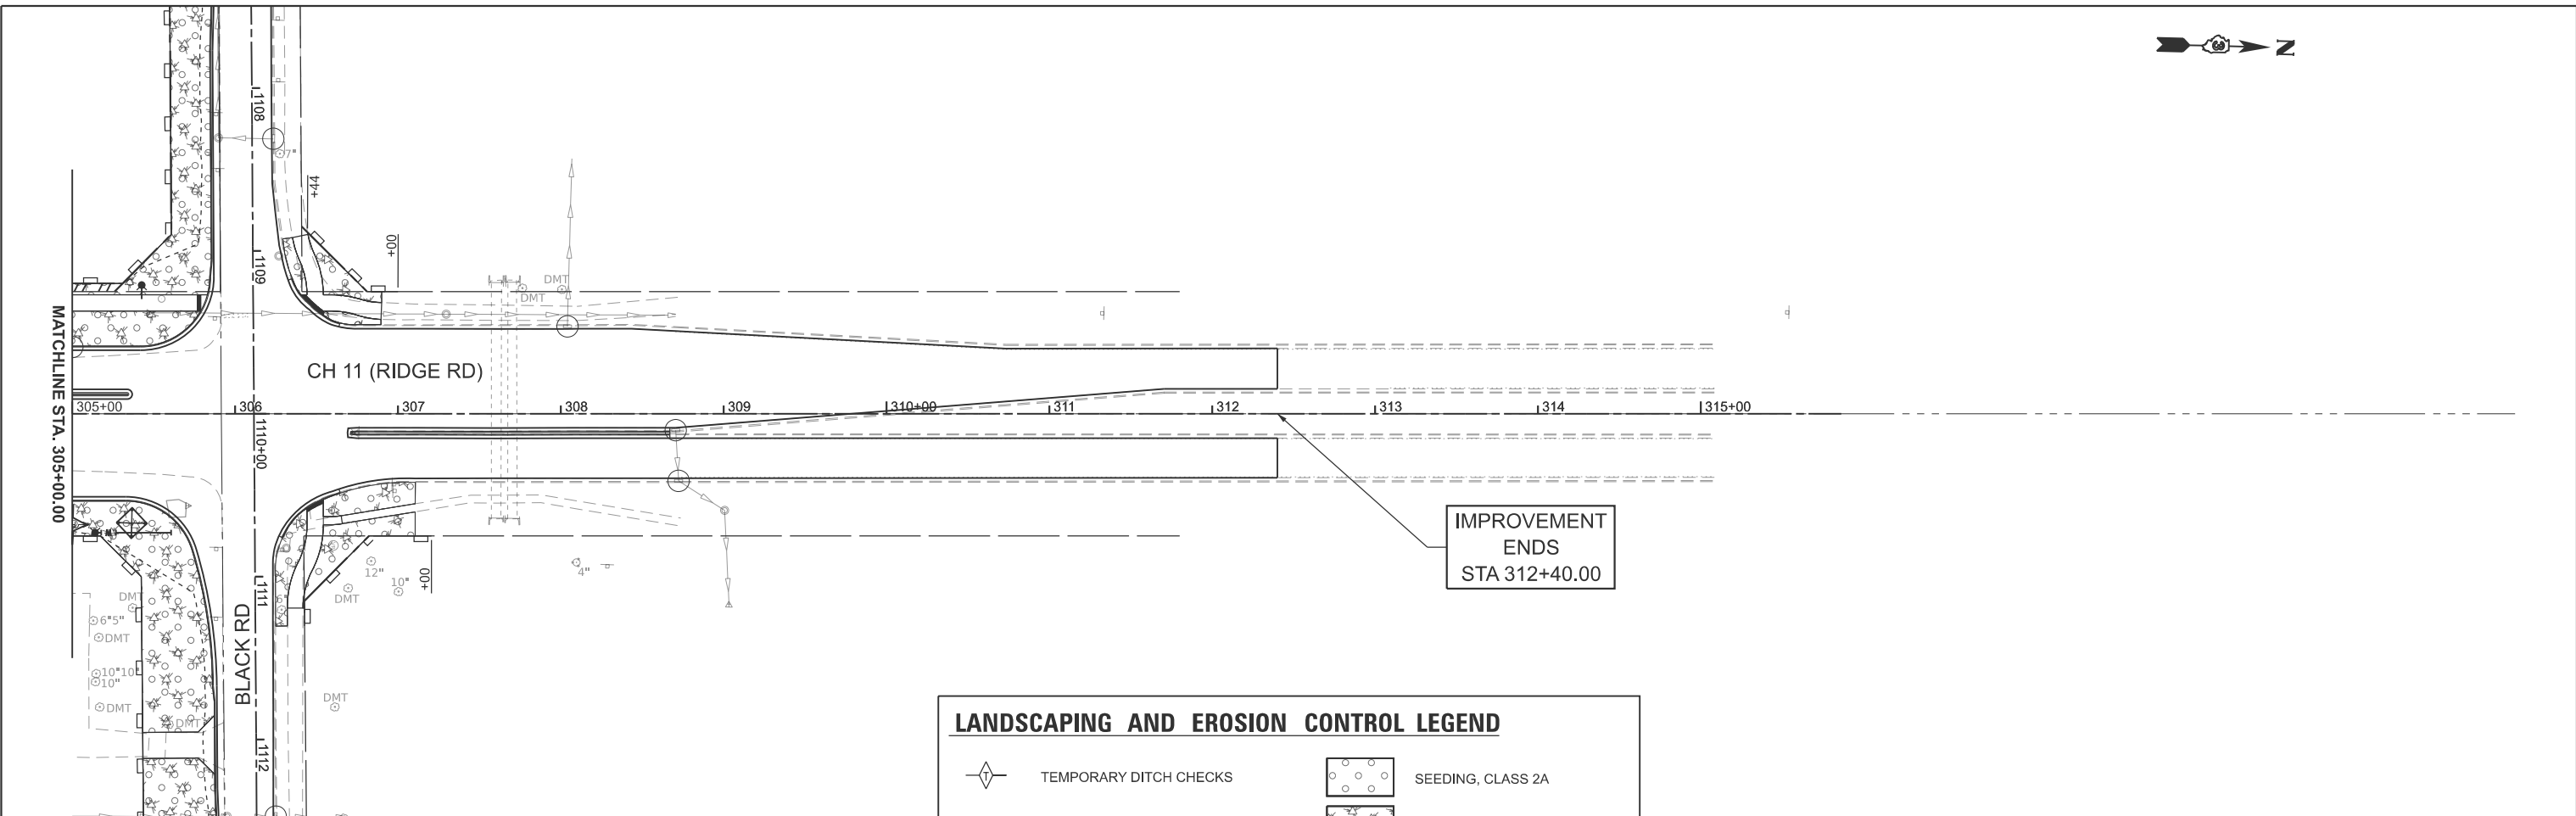 N
1108
7"
+44
+00
1109
DMT
DMT
MATCHLINE STA. 305+00.00
CH 11 (RIDGE RD)
305+00
306
307
308
309
310+00
311
312
313
314
315+00
1110+00
IMPROVEMENT
ENDS
STA 312+40.00
12"
10"
4"
+00
DMT
DMT
6"5"
DMT
10"10"
10"
DMT
DMT
DMT
1111
BLACK RD
1112
LANDSCAPING AND EROSION CONTROL LEGEND
T
TEMPORARY DITCH CHECKS
SEEDING, CLASS 2A